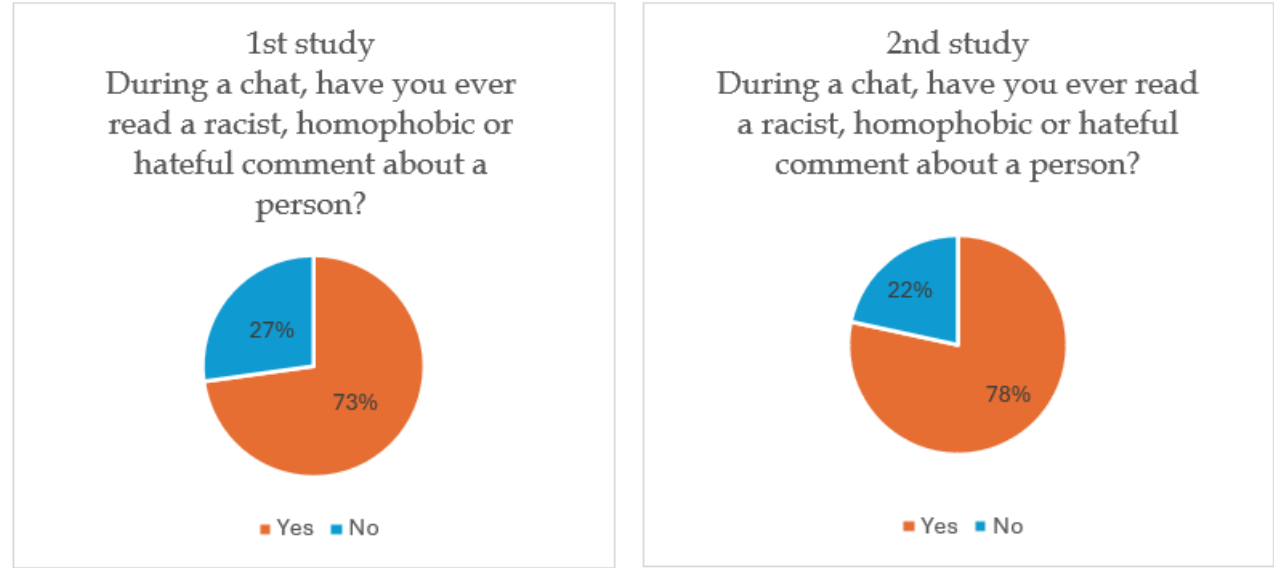 1st study
During a chat, have you ever
read a racist, homophobic or
hateful comment about a
person?
27%
73%
Yes No
2nd study
During a chat, have you ever read
a racist, homophobic or hateful
comment about a person?
22%
78%
Yes No